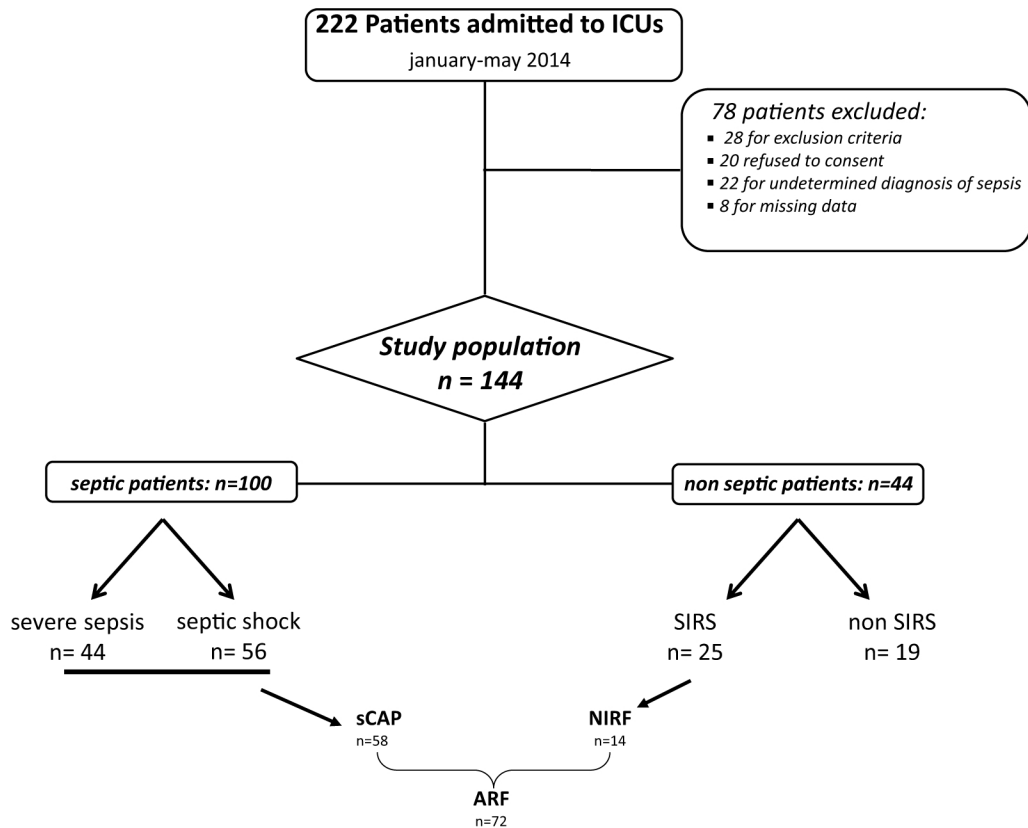 222 Patients admitted to ICUs
january-may 2014
78 patients excluded:
▪ 28 for exclusion criteria
▪ 20 refused to consent
▪ 22 for undetermined diagnosis of sepsis
▪ 8 for missing data
Study population
n = 144
septic patients: n=100
non septic patients: n=44
severe sepsis
n= 44
septic shock
n= 56
SIRS
n= 25
non SIRS
n= 19
sCAP
n=58
NIRF
n=14
ARF
n=72